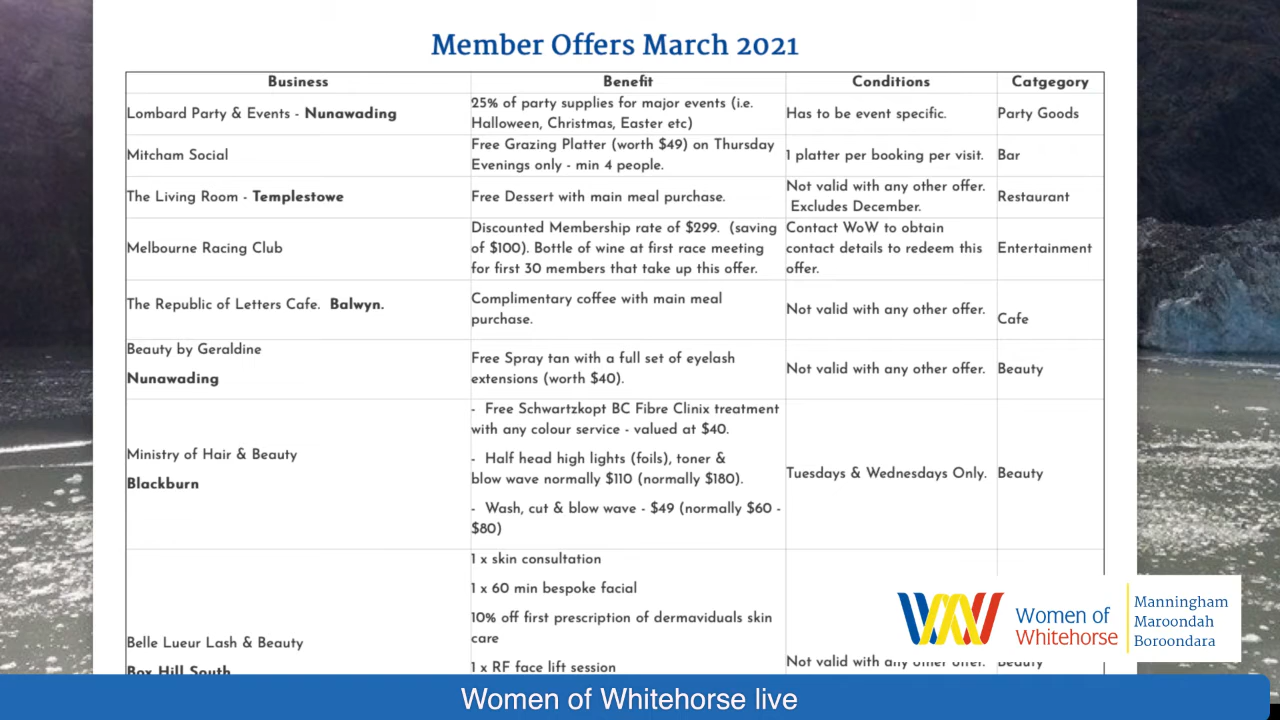 Member Offers March 2021
Business Benefit Conditions Catgegory
Lombard Party & Events - Nunawading
25% of party supplies for major events (i.e.
Halloween, Christmas, Easter etc)
Has to be event specific.
Party Goods
Mitcham Social
Free Grazing Platter (worth $49) on Thursday
Evenings only - min 4 people.
1 platter per booking per visit.
Bar
The Living Room - Templestowe
Free Dessert with main meal purchase.
Not valid with any other offer.
Excludes December.
Restaurant
Melbourne Racing Club
Discounted Membership rate of $299. (saving
of $100). Bottle of wine at first race meeting
for first 30 members that take up this offer.
Contact WoW to obtain
contact details to redeem this
offer.
Entertainment
The Republic of Letters Cafe. Balwyn.
Complimentary coffee with main meal
purchase.
Not valid with any other offer.
Cafe
Beauty by Geraldine
Nunawading
Free Spray tan with a full set of eyelash
extensions (worth $40).
Not valid with any other offer.
Beauty
Ministry of Hair & Beauty
Blackburn
- Free Schwartzkopt BC Fibre Clinix treatment
with any colour service - valued at $40.
- Half head high lights (foils), toner &
blow wave normally $110 (normally $180).
- Wash, cut & blow wave - $49 (normally $60 -
$80)
Tuesdays & Wednesdays Only.
Beauty
Belle Lueur Lash & Beauty
Box Hill South
1 x skin consultation
1 x 60 min bespoke facial
10% off first prescription of dermaviduals skin
care
1 x RF face lift session
Not valid with any other offer.
Beauty
Women of
Whitehorse
Manningham
Maroondah
Boroondara
Women of Whitehorse live